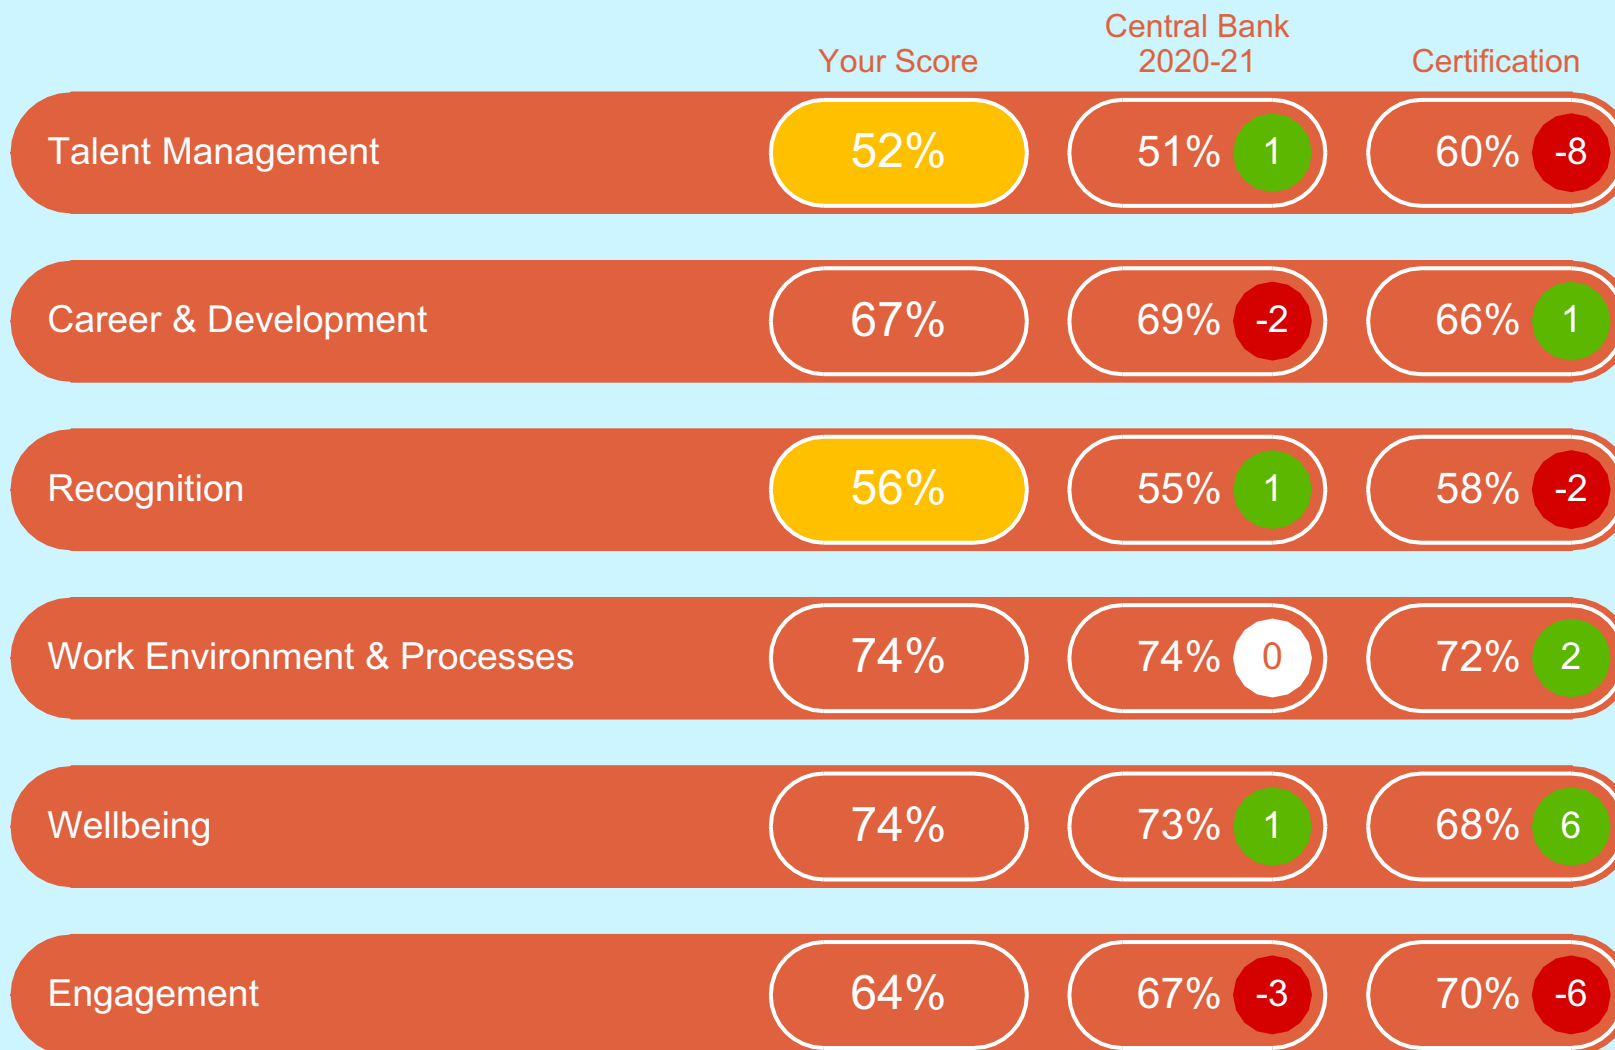 Your Score Central Bank 2020-21 Certification
Talent Management 52% 51% 1 60% -8
Career & Development 67% 69% -2 66% 1
Recognition 56% 55% 1 58% -2
Work Environment & Processes 74% 74% 0 72% 2
Wellbeing 74% 73% 1 68% 6
Engagement 64% 67% -3 70% -6